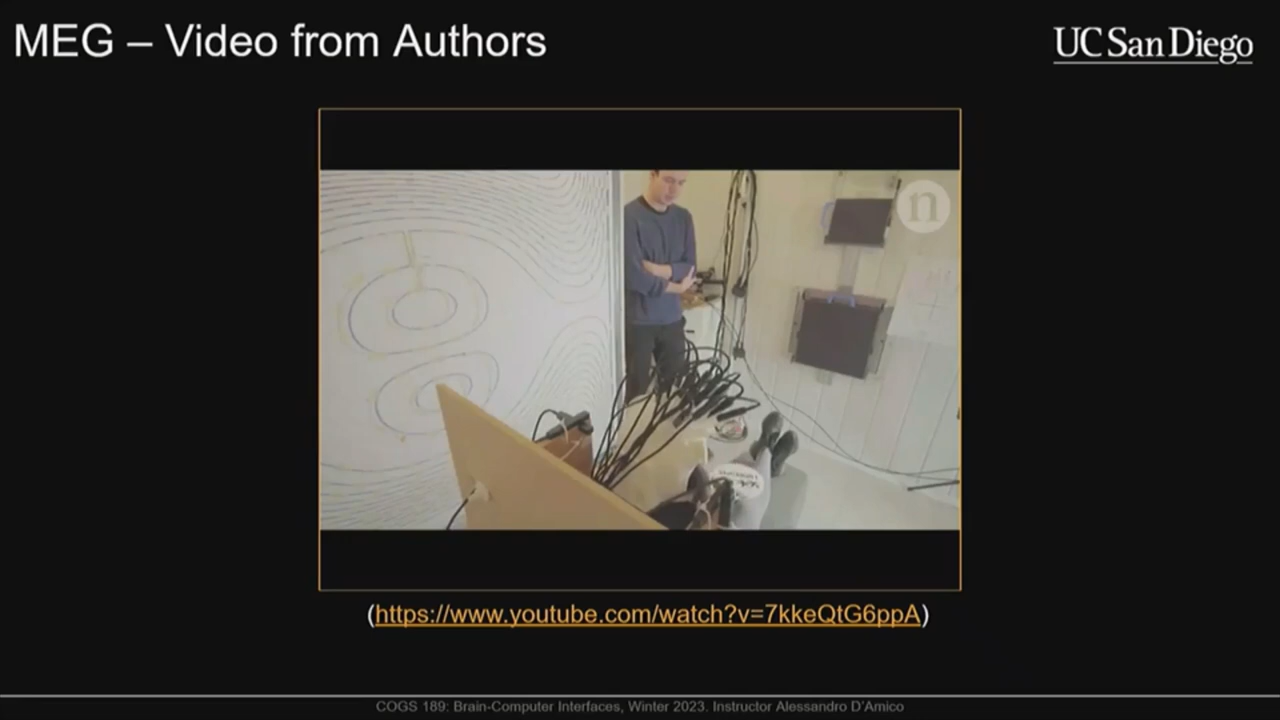 MEG – Video from Authors
UC San Diego
n
(https://www.youtube.com/watch?v=7kkeQtG6ppA)
COGS 189: Brain-Computer Interfaces, Winter 2023. Instructor Alessandro D'Amico